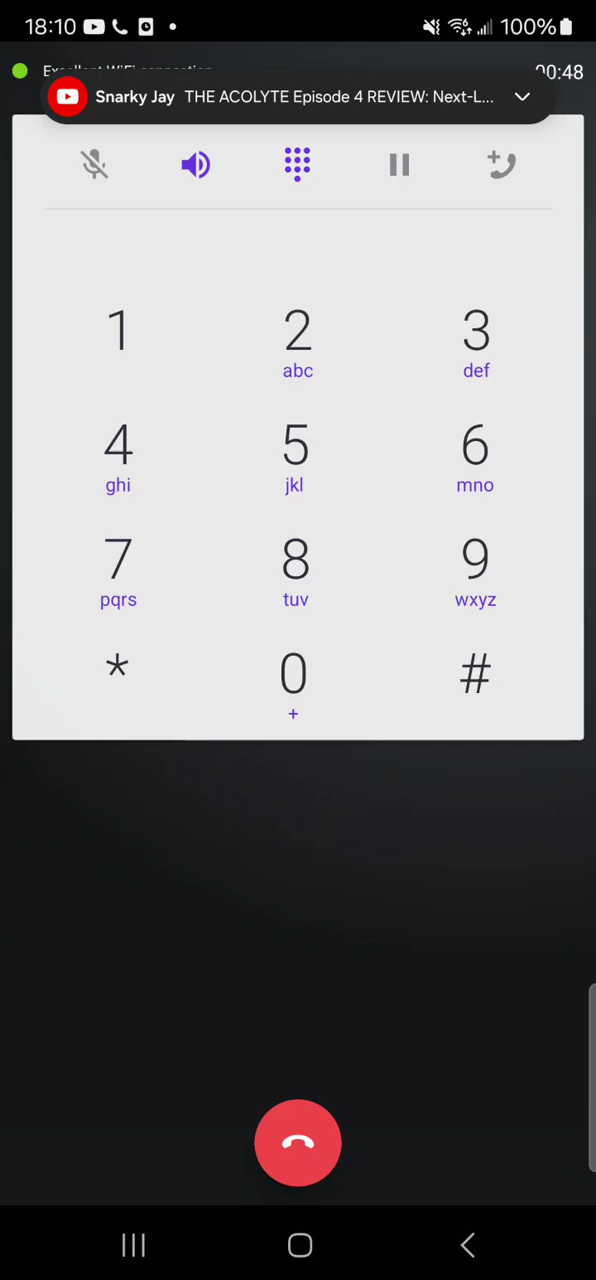 18:10
100%
00:48
Snarky Jay THE ACOLYTE Episode 4 REVIEW: Next-L...
1
2
3
abc
def
4
5
6
ghi
jkl
mno
7
8
9
pqrs
tuv
wxyz
*
0
#
+